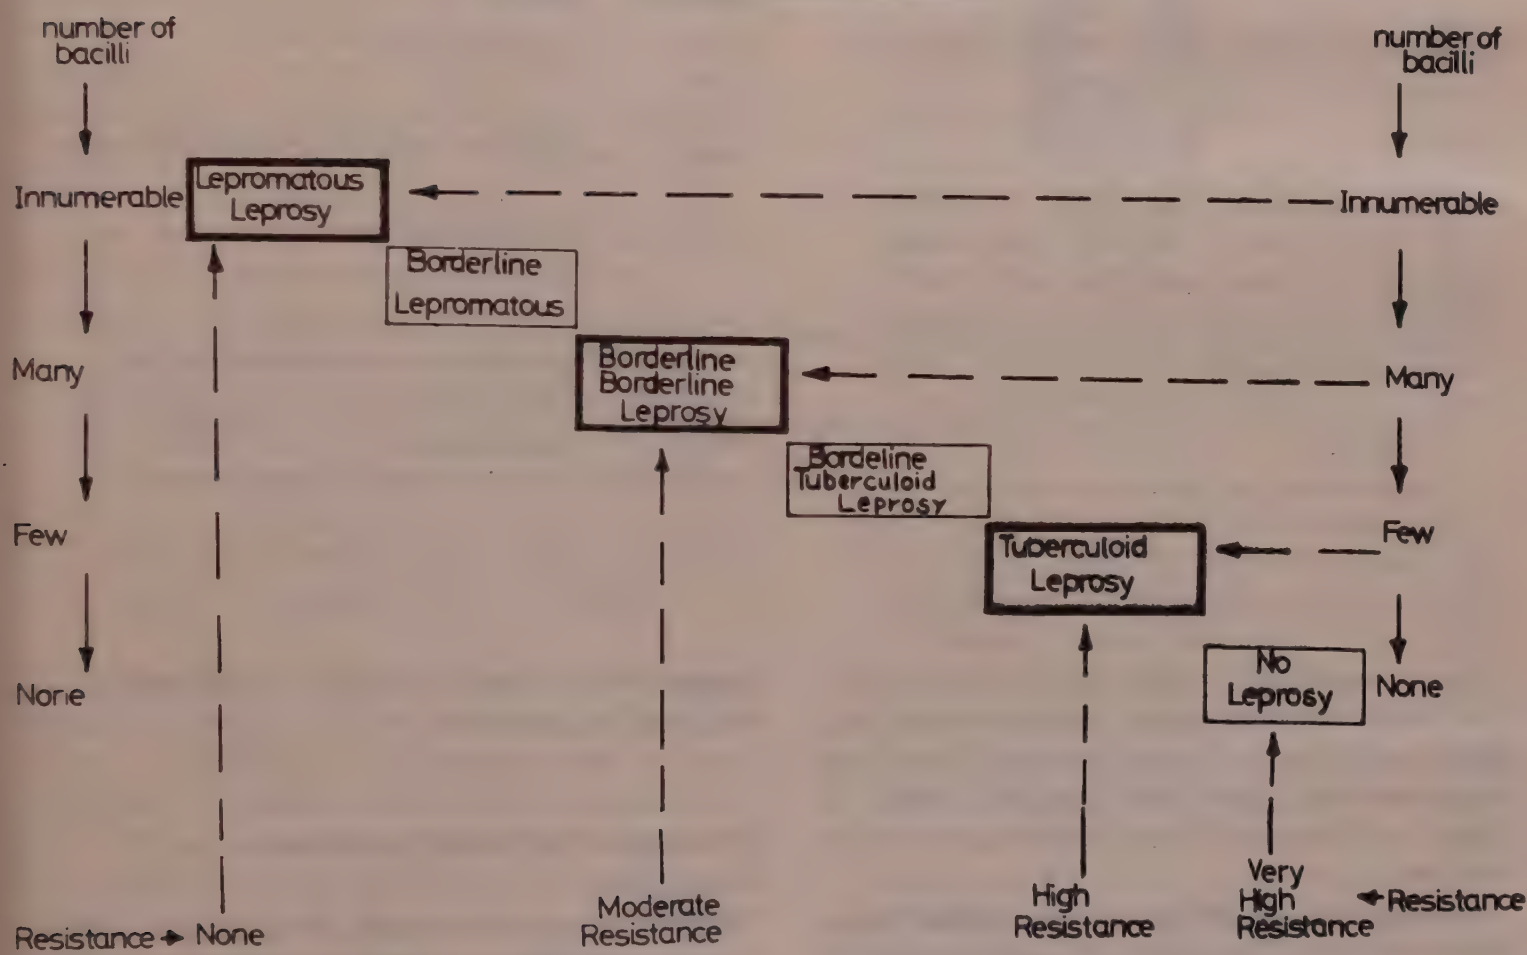 number of
bacilli
number of
bacilli
Innumerable
Lepromatous
Leprosy
Innumerable
Borderline
Lepromatous
Many
Borderline
Borderline
Leprosy
Many
Bordeline
Tuberculoid
Leprosy
Few
Few
Tuberculoid
Leprosy
None
No
Leprosy
None
Resistance None
Moderate
Resistance
High
Resistance
Very
High
Resistance
Resistance